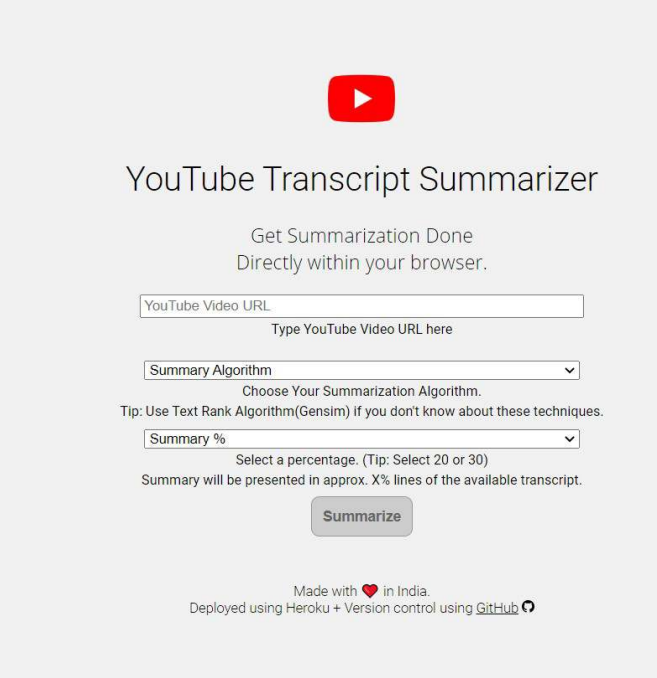 YouTube Transcript Summarizer
Get Summarization Done
Directly within your browser.
YouTube Video URL
Type YouTube Video URL here
Summary Algorithm
Choose Your Summarization Algorithm.
Tip: Use Text Rank Algorithm(Gensim) if you don't know about these techniques.
Summary %
Select a percentage. (Tip: Select 20 or 30)
Summary will be presented in approx. X% lines of the available transcript.
Summarize
Made with ❤ in India.
Deployed using Heroku + Version control using GitHub